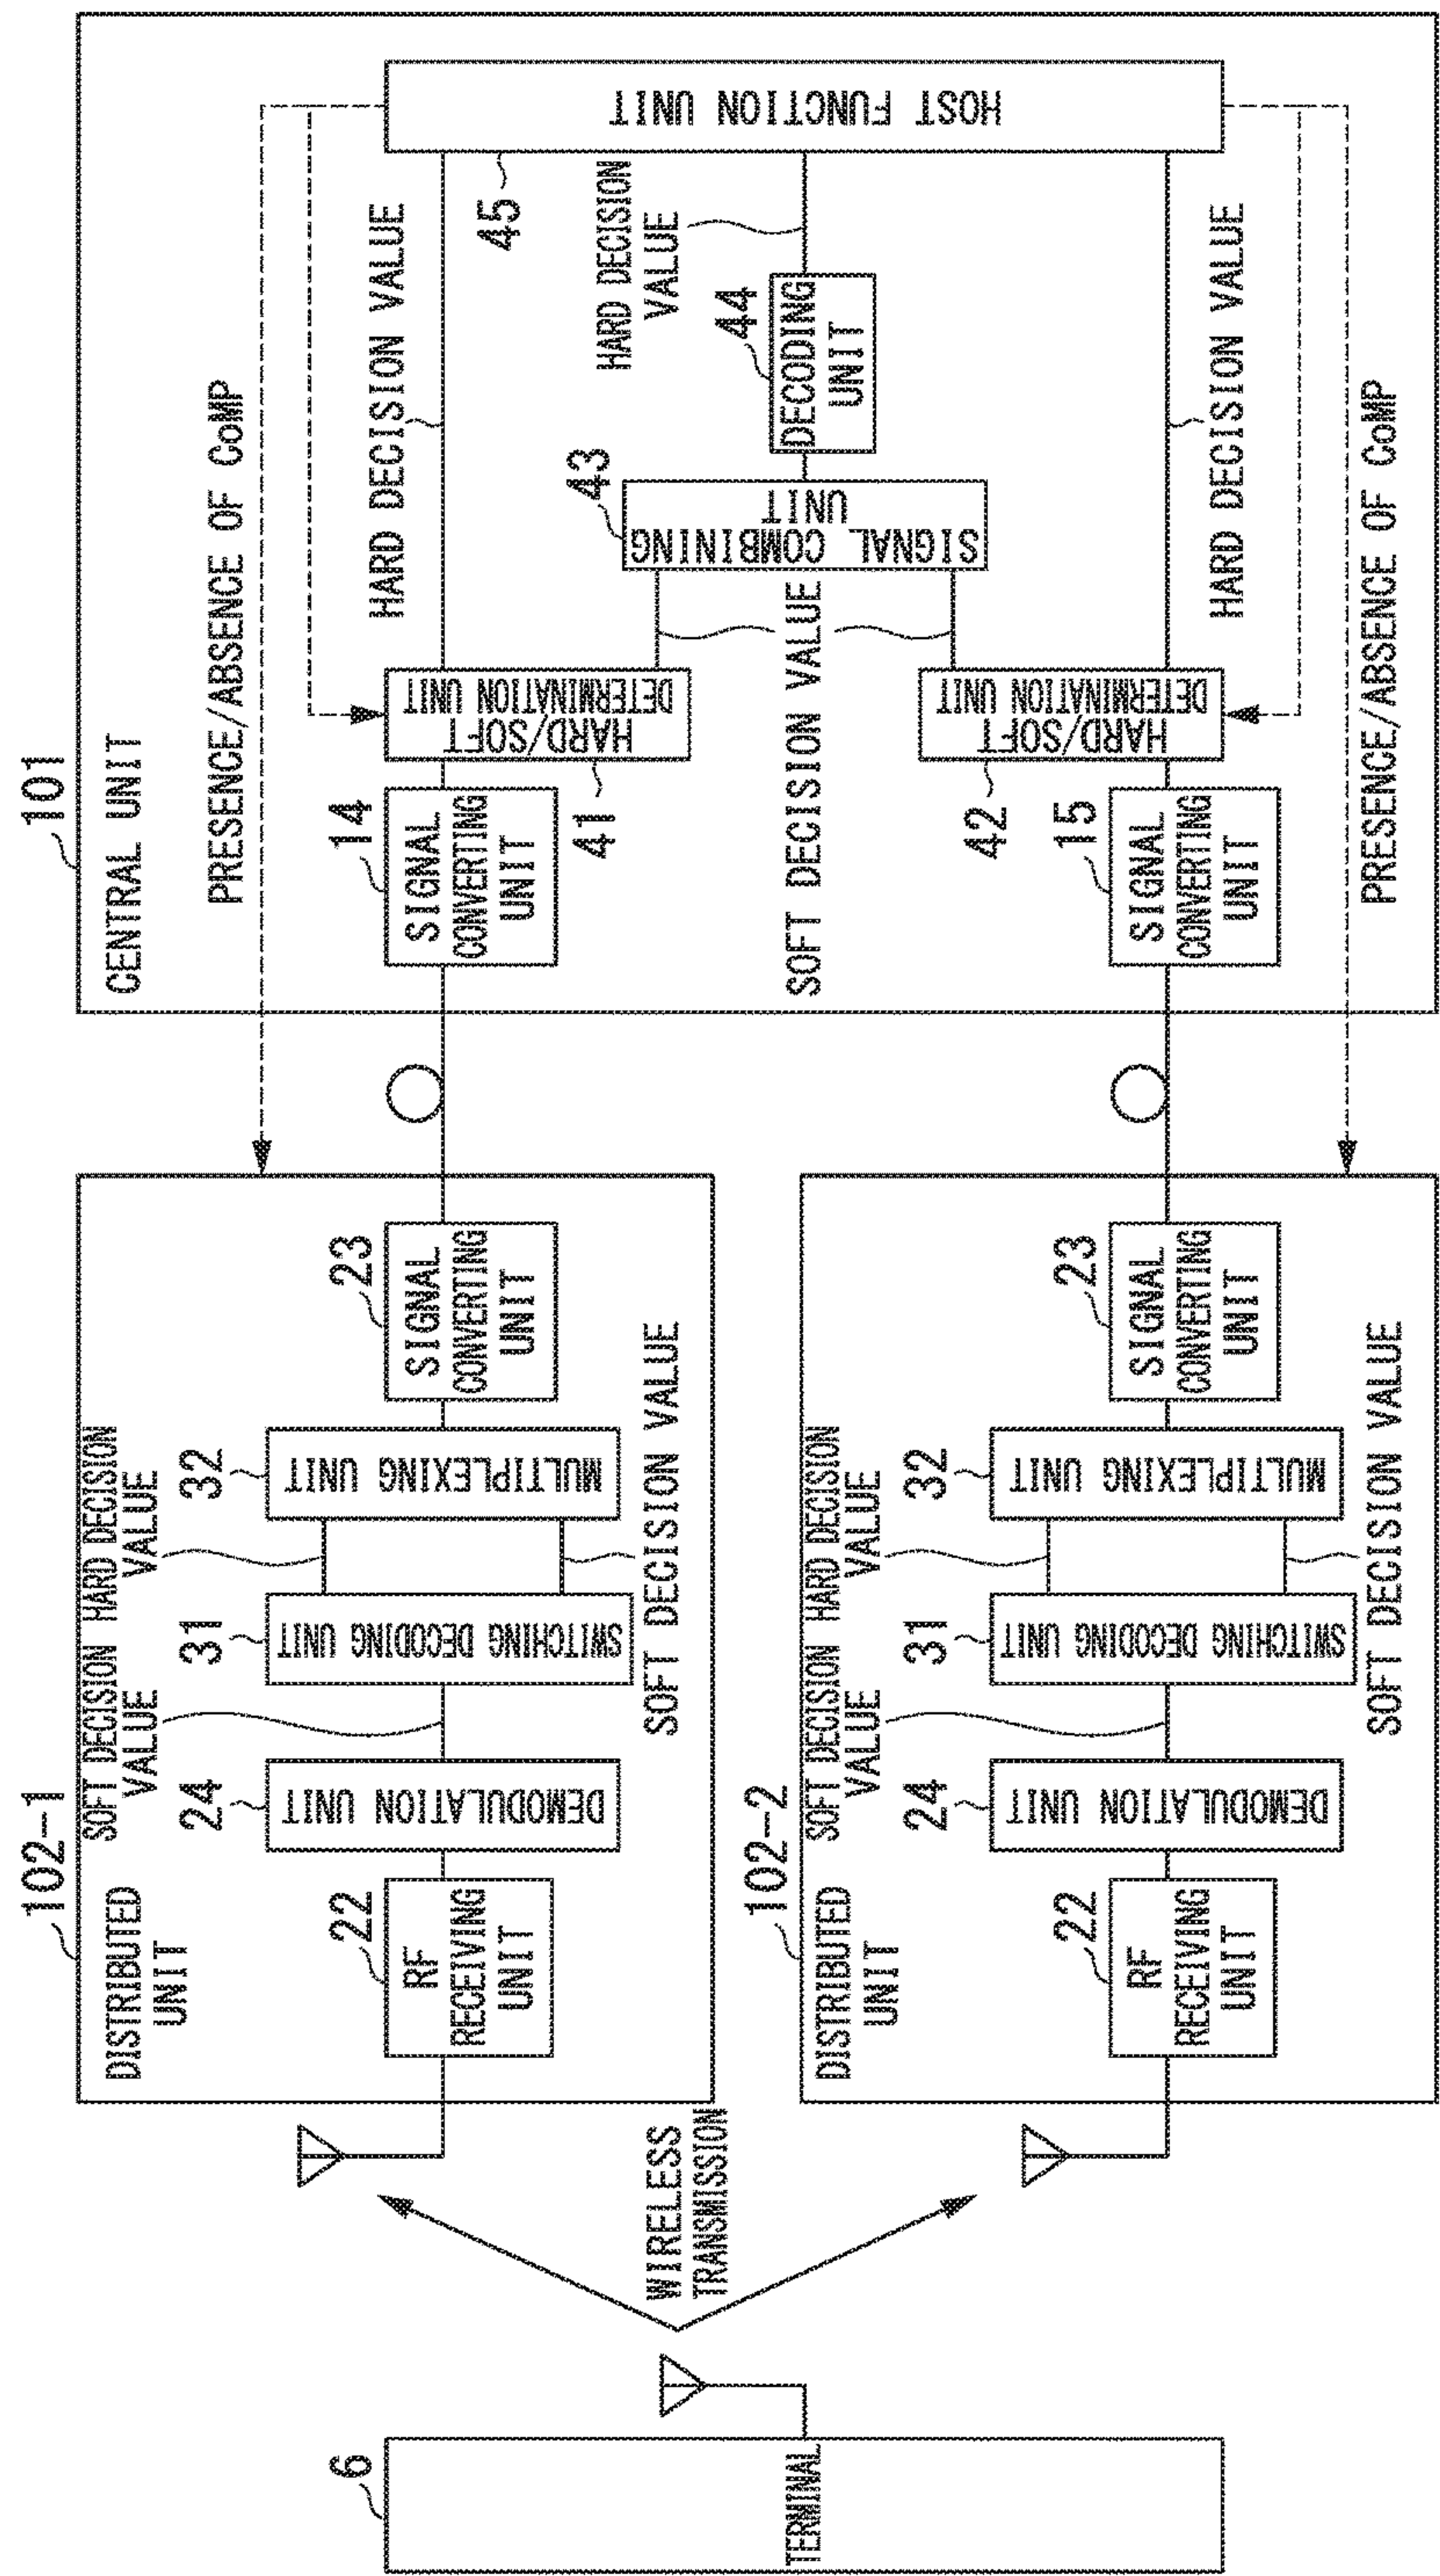 6
TERMINAL
WIRELESS
TRANSMISSION
102-1
DISTRIBUTED
UNIT
22
RF
RECEIVING
UNIT
24
DEMODULATION UNIT
SOFT DECISION
VALUE
31
SWITCHING DECODING UNIT
HARD DECISION
VALUE
SOFT DECISION VALUE
32
MULTIPLEXING UNIT
23
SIGNAL
CONVERTING
UNIT
102-2
DISTRIBUTED
UNIT
22
RF
RECEIVING
UNIT
24
DEMODULATION UNIT
SOFT DECISION
VALUE
31
SWITCHING DECODING UNIT
HARD DECISION
VALUE
SOFT DECISION VALUE
32
MULTIPLEXING UNIT
23
SIGNAL
CONVERTING
UNIT
101
CENTRAL UNIT
PRESENCE/ABSENCE OF CoMP
14
SIGNAL
CONVERTING
UNIT
41
HARD/SOFT
DETERMINATION UNIT
HARD DECISION VALUE
SOFT DECISION VALUE
15
SIGNAL
CONVERTING
UNIT
42
HARD/SOFT
DETERMINATION UNIT
HARD DECISION VALUE
PRESENCE/ABSENCE OF CoMP
43
SIGNAL COMBINING
UNIT
44
DECODING
UNIT
HARD DECISION
VALUE
45
HOST FUNCTION UNIT